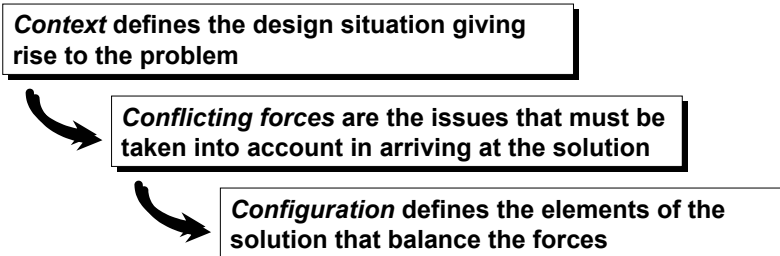 Context defines the design situation giving
rise to the problem
Conflicting forces are the issues that must be
taken into account in arriving at the solution
Configuration defines the elements of the
solution that balance the forces